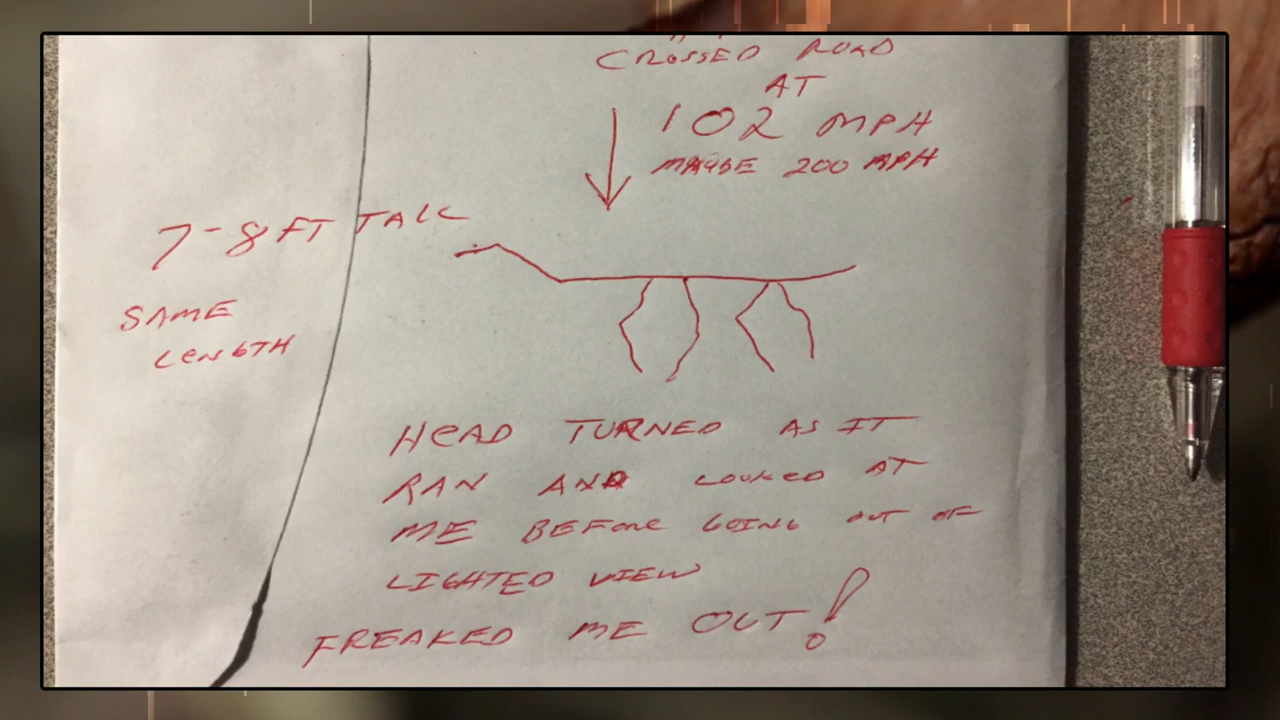 CROSSED ROAD
AT
102 MPH
MAYBE 200 MPH
7-8 FT TALL
SAME
LENGTH
HEAD TURNED AS IT
RAN AND LOOKED AT
ME BEFORE GOING OUT OF
LIGHTED VIEW
FREAKED ME OUT!